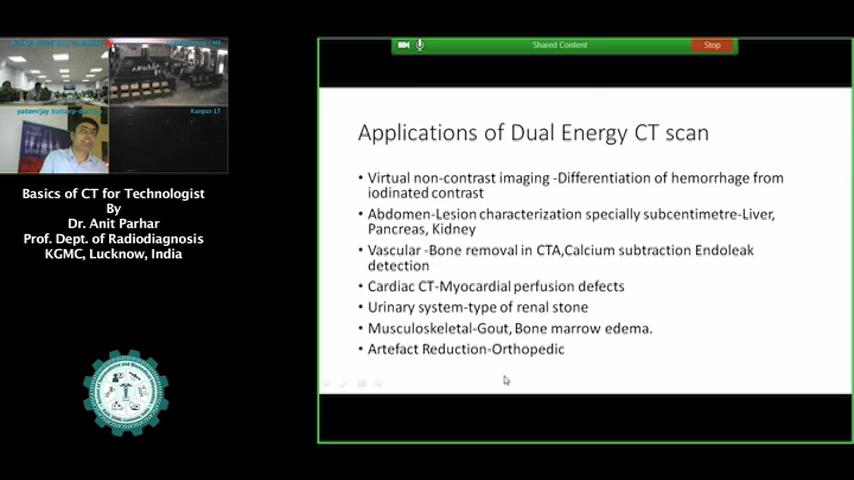 Kanpur LT
Basics of CT for Technologist
By
Dr. Anit Parhar
Prof. Dept. of Radiodiagnosis
KGMC, Lucknow, India
Shared Content
Stop
Applications of Dual Energy CT scan
• Virtual non-contrast imaging -Differentiation of hemorrhage from
iodinated contrast
• Abdomen-Lesion characterization specially subcentimetre-Liver,
Pancreas, Kidney
• Vascular -Bone removal in CTA,Calcium subtraction Endoleak
detection
• Cardiac CT-Myocardial perfusion defects
• Urinary system-type of renal stone
• Musculoskeletal-Gout, Bone marrow edema.
• Artefact Reduction-Orthopedic